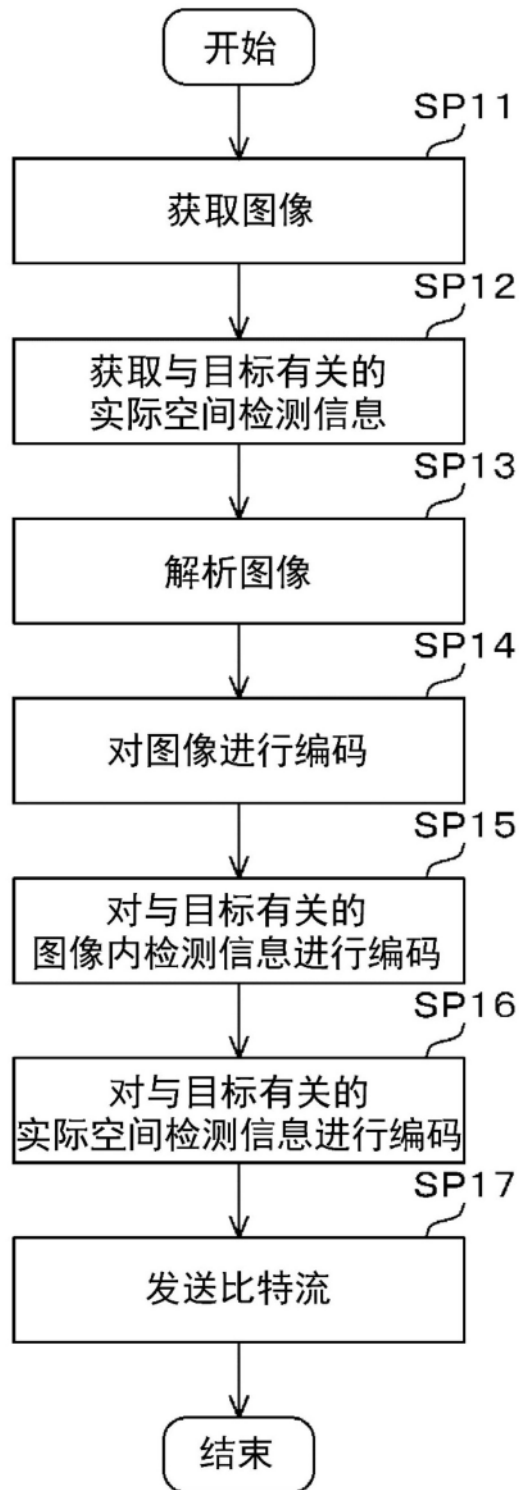 开始
SP11
获取图像
SP12
获取与目标有关的
实际空间检测信息
SP13
解析图像
SP14
对图像进行编码
SP15
对与目标有关的
图像内检测信息进行编码
SP16
对与目标有关的
实际空间检测信息进行编码
SP17
发送比特流
结束